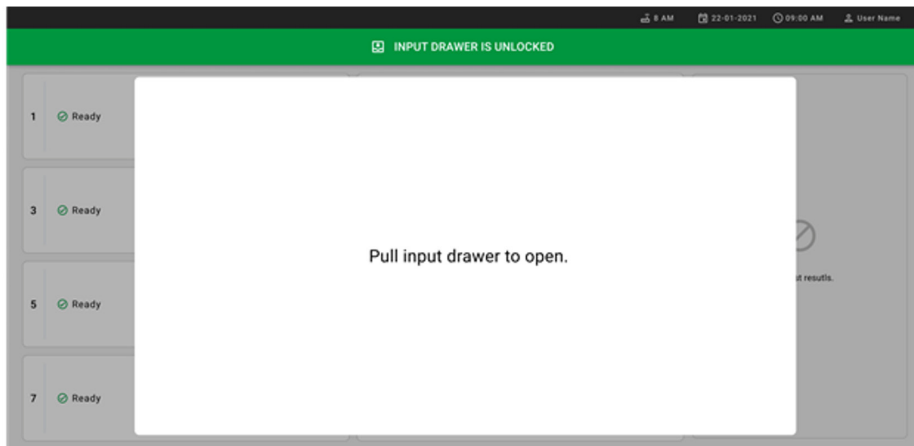 8 AM 22-01-2021 09:00 AM User Name
INPUT DRAWER IS UNLOCKED
1 Ready
3 Ready
Pull input drawer to open.
resutls.
5 Ready
7 Ready